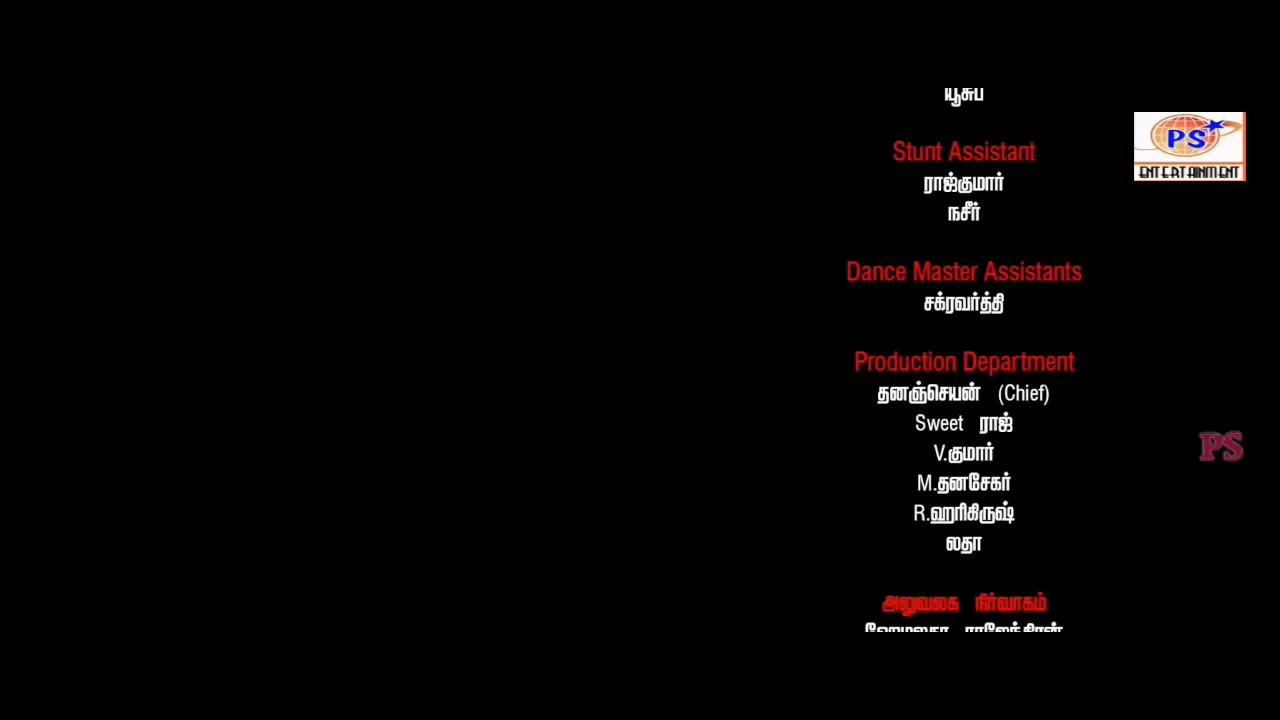 Stunt Assistant
ராஜ்குமார்
நசீர்
Dance Master Assistants
சக்ரவர்த்தி
Production Department
தனஞ்செயன் (Chief)
Sweet ராஜ்
V.குமார்
M.தனசேகர்
R.ஹரிகிருஷ்
லதா
அலுவலக நிர்வாகம்
PS
ENTERTAINMENT
PS